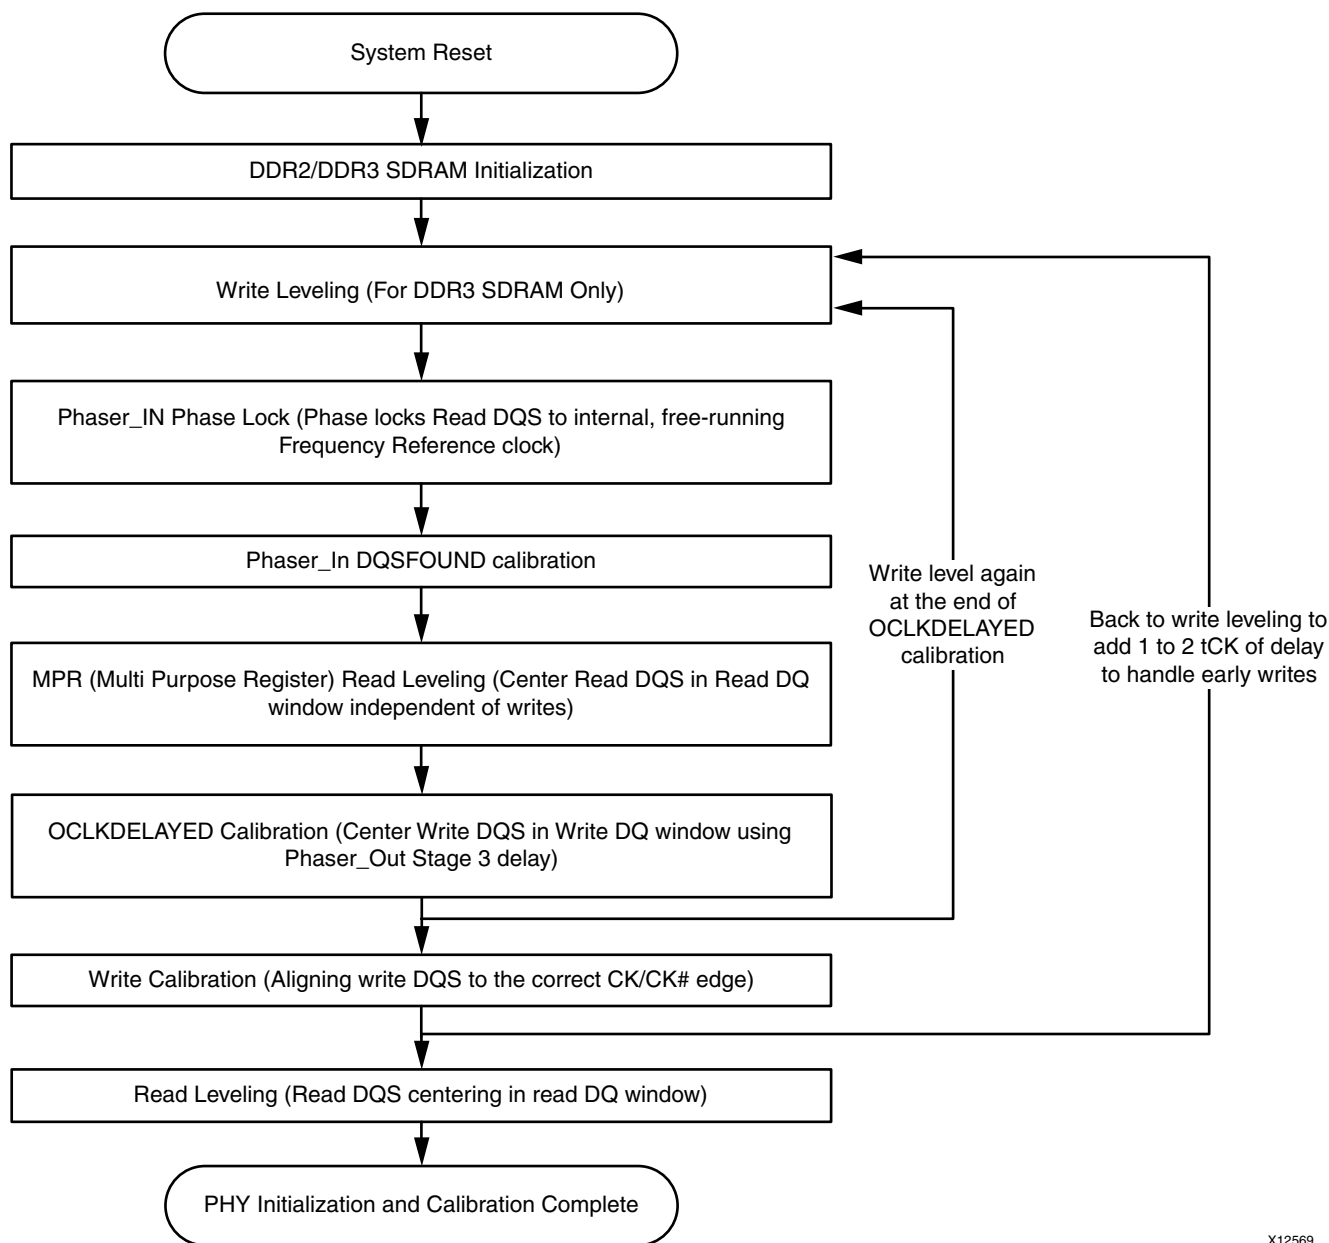 System Reset
DDR2/DDR3 SDRAM Initialization
Write Leveling (For DDR3 SDRAM Only)
Phaser_IN Phase Lock (Phase locks Read DQS to internal, free-running
Frequency Reference clock)
Phaser_In DQSFOUND calibration
MPR (Multi Purpose Register) Read Leveling (Center Read DQS in Read DQ
window independent of writes)
OCLKDELAYED Calibration (Center Write DQS in Write DQ window using
Phaser_Out Stage 3 delay)
Write Calibration (Aligning write DQS to the correct CK/CK# edge)
Read Leveling (Read DQS centering in read DQ window)
PHY Initialization and Calibration Complete
Write level again
at the end of
OCLKDELAYED
calibration
Back to write leveling to
add 1 to 2 tCK of delay
to handle early writes
X12569